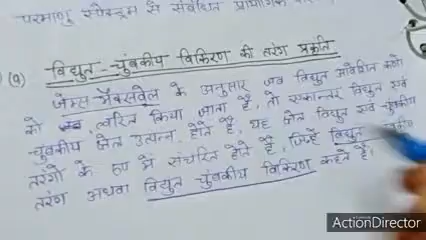 परमाणु स्पेक्ट्रम से संबंधित प्रायोगिक
(a) विद्युत-चुंबकीय विकिरण की तरंग प्रकृति
जेम्स मैक्सवेल के अनुसार जब विद्युत आवेशित कणो
को त्वरित किया जाता है, तो एकान्तर विद्युत एवं
चुंबकीय क्षेत्र उत्पन्न होते है, यह क्षेत्र विद्युत एवं चुंबकीय
तरंगो के रूप में संचरित होते है, जिन्हें विद्युत
तरंग अथवा विद्युत चुंबकीय विकिरण कहते है।
ActionDirector